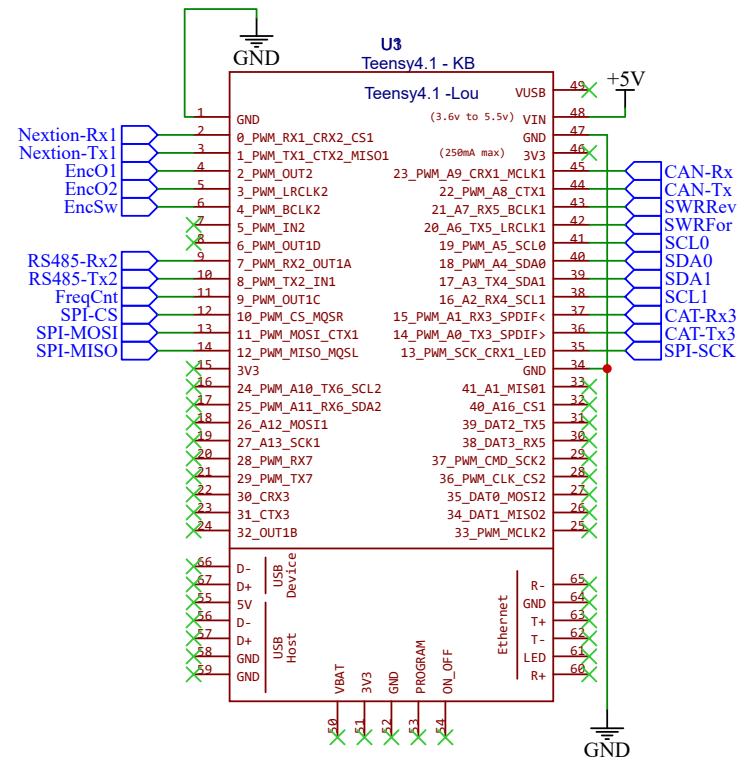 GND
U3
Teensy4.1 - KB
Teensy4.1 -Lou
+5V
1 GND
Nextion-Rx1 2 0_PWM_RX1_CRX2_CS1
Nextion-Tx1 3 1_PWM_TX1_CTX2_MISO1
EncO1 4 2_PWM_OUT2
EncO2 5 3_PWM_LRCLK2
EncSw 6 4_PWM_BCLK2
7 5_PWM_IN2
8 6_PWM_OUT1D
RS485-Rx2 9 7_PWM_RX2_OUT1A
RS485-Tx2 10 8_PWM_TX2_IN1
FreqCnt 11 9_PWM_OUT1C
SPI-CS 12 10_PWM_CS_MQSR
SPI-MOSI 13 11_PWM_MOSI_CTX1
SPI-MISO 14 12_PWM_MISO_MQSL
15 3V3
16 24_PWM_A10_TX6_SCL2
17 25_PWM_A11_RX6_SDA2
18 26_A12_MOSI1
19 27_A13_SCK1
20 28_PWM_RX7
21 29_PWM_TX7
22 30_CRX3
23 31_CTX3
24 32_OUT1B
VUSB 49
(3.6v to 5.5v) VIN 48
GND 47
(250mA max) 3V3 46
23_PWM_A9_CRX1_MCLK1 45 CAN-Rx
22_PWM_A8_CTX1 44 CAN-Tx
21_A7_RX5_BCLK1 43 SWRRev
20_A6_TX5_LRCLK1 42 SWRFor
19_PWM_A5_SCL0 41 SCL0
18_PWM_A4_SDA0 40 SDA0
17_A3_TX4_SDA1 39 SDA1
16_A2_RX4_SCL1 38 SCL1
15_PWM_A1_RX3_SPDIF< 37 CAT-Rx3
14_PWM_A0_TX3_SPDIF> 36 CAT-Tx3
13_PWM_SCK_CRX1_LED 35 SPI-SCK
GND 34
41_A1_MISO1 33
40_A16_CS1 32
39_DAT2_TX5 31
38_DAT3_RX5 30
37_PWM_CMD_SCK2 29
36_PWM_CLK_CS2 28
35_DAT0_MOSI2 27
34_DAT1_MISO2 26
33_PWM_MCLK2 25
66 D-
67 D+
USB Device
55 5V
56 D-
57 D+
58 GND
59 GND
USB Host
Ethernet
R- 65
GND 64
T+ 63
T- 62
LED 61
R+ 60
VBAT 50
3V3 51
GND 52
PROGRAM 53
ON_OFF 54
GND